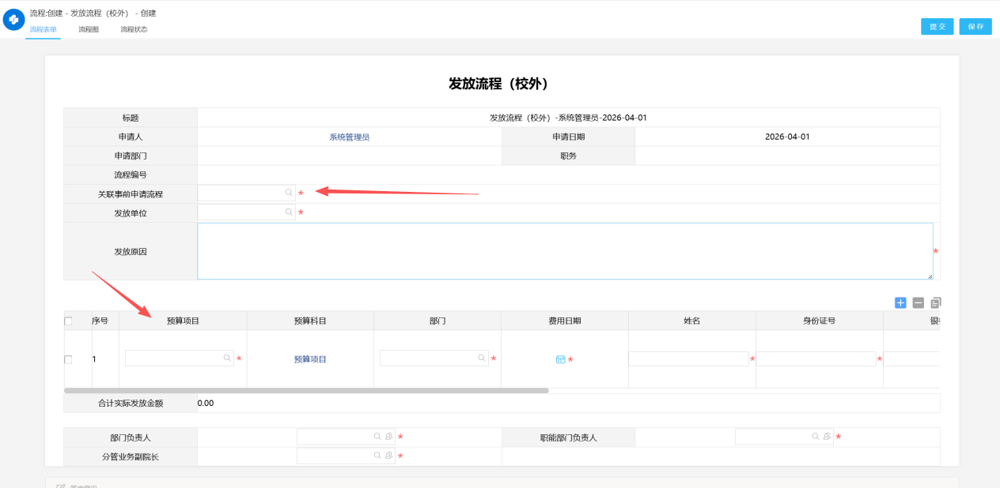 流程:创建 - 发放流程（校外） - 创建
流程表单 流程图 流程状态
提交 保存
发放流程（校外）
标题 发放流程（校外）-系统管理员-2026-04-01
申请人 系统管理员 申请日期 2026-04-01
申请部门 职务
流程编号
关联事前申请流程 *
发放单位 *
发放原因 *
序号 预算项目 预算科目 部门 费用日期 姓名 身份证号
1 * 预算项目 * * * *
合计实际发放金额 0.00
部门负责人 * 职能部门负责人 *
分管业务副院长 *